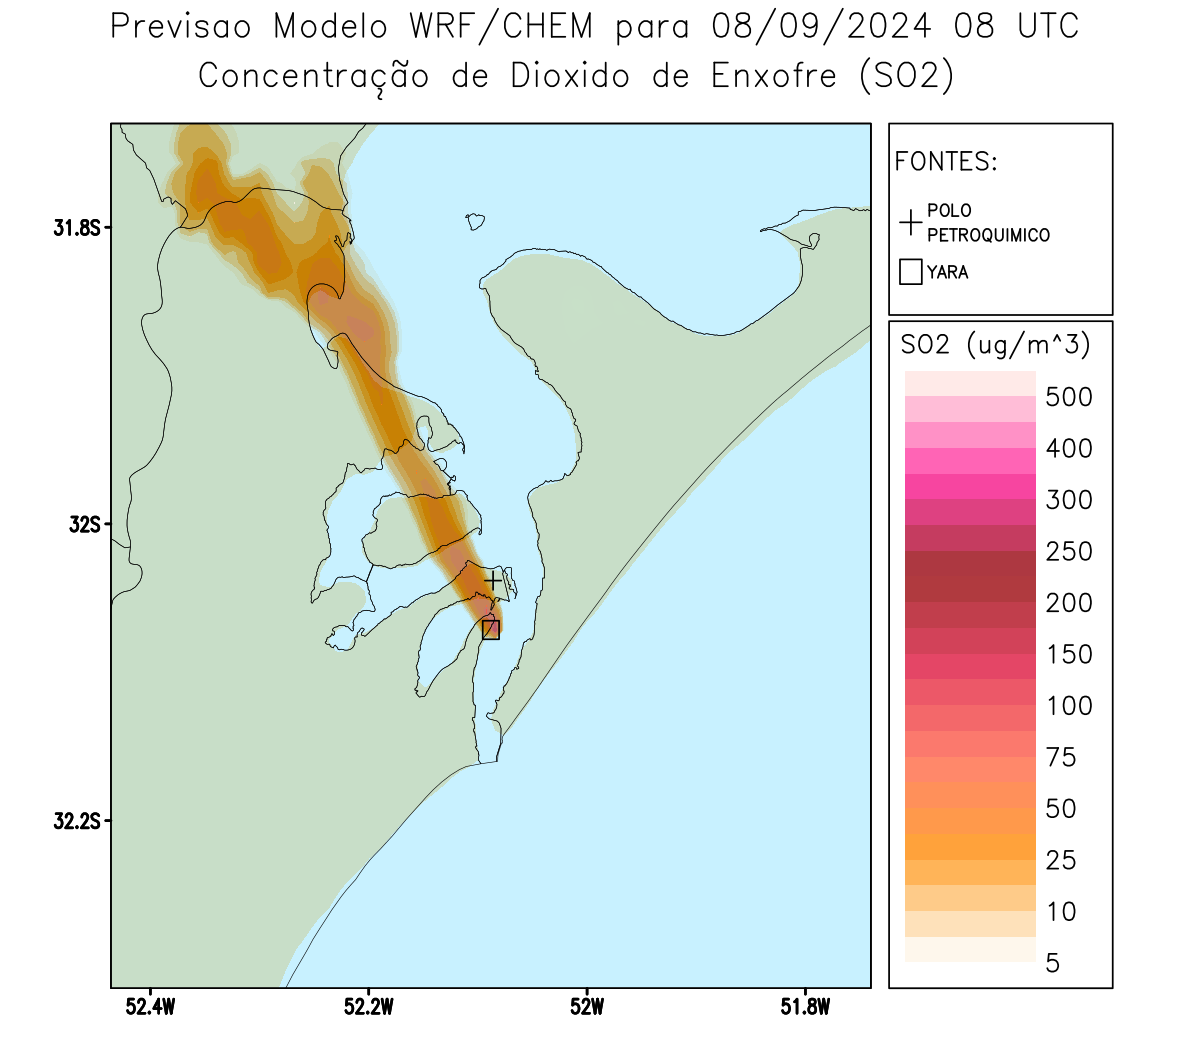 Previsao Modelo WRF/CHEM para 08/09/2024 08 UTC
Concentração de Dioxido de Enxofre (SO2)
FONTES:
POLO
PETROQUIMICO
YARA
SO2 (ug/m^3)
500
400
300
250
200
150
100
75
50
25
10
5
31.8S
32S
32.2S
52.4W
52.2W
52W
51.8W